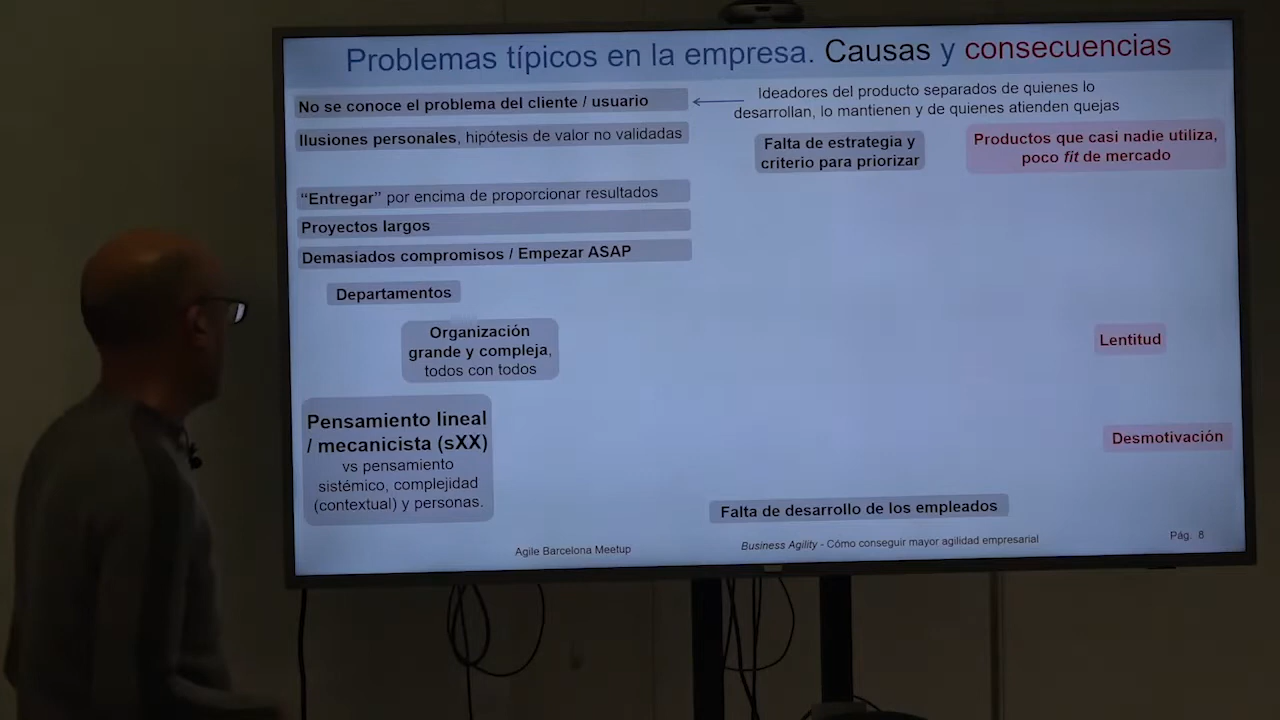 Problemas típicos en la empresa. Causas y consecuencias
No se conoce el problema del cliente / usuario
Ideadores del producto separados de quienes lo
desarrollan, lo mantienen y de quienes atienden quejas
Ilusiones personales, hipótesis de valor no validadas
Falta de estrategia y
criterio para priorizar
Productos que casi nadie utiliza,
poco fit de mercado
“Entregar” por encima de proporcionar resultados
Proyectos largos
Demasiados compromisos / Empezar ASAP
Departamentos
Organización
grande y compleja,
todos con todos
Lentitud
Pensamiento lineal
/ mecanicista (sXX)
vs pensamiento
sistémico, complejidad
(contextual) y personas.
Desmotivación
Falta de desarrollo de los empleados
Agile Barcelona Meetup
Business Agility - Cómo conseguir mayor agilidad empresarial
Pág. 8